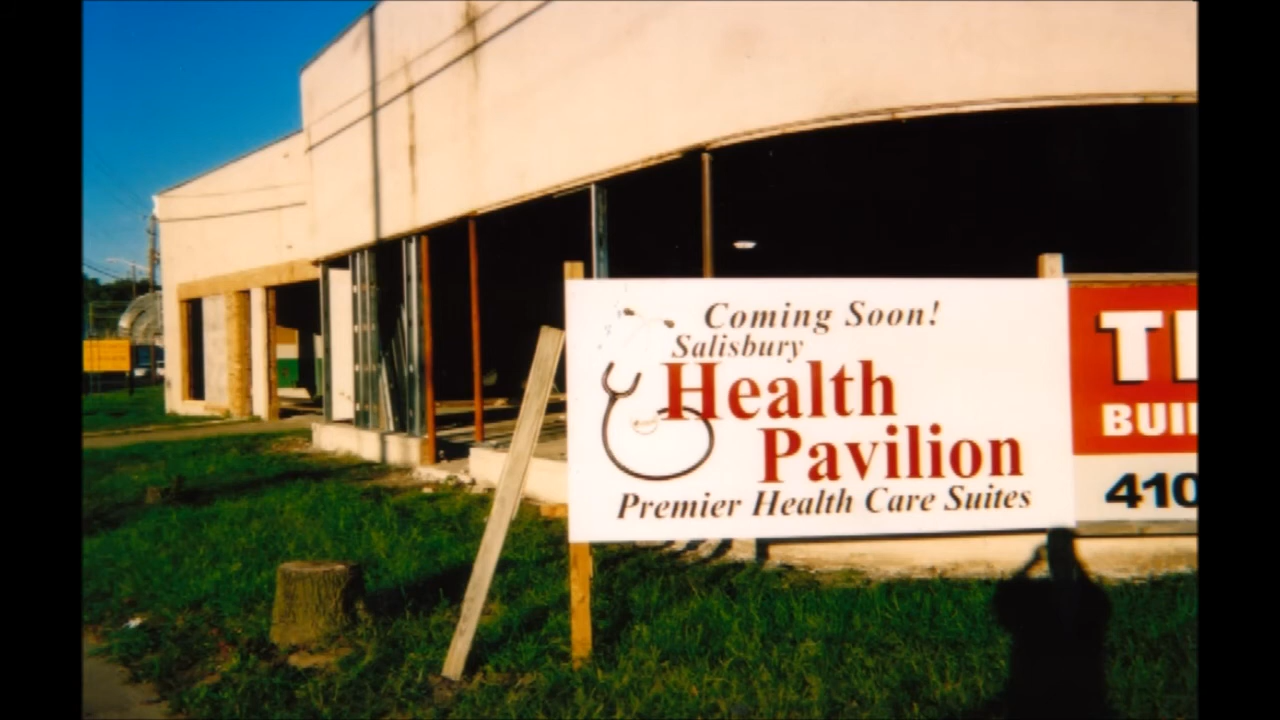 Coming Soon!
Salisbury
Health
Pavilion
Premier Health Care Suites
BUI
410